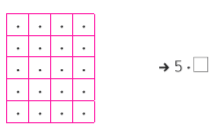 → 5 · □